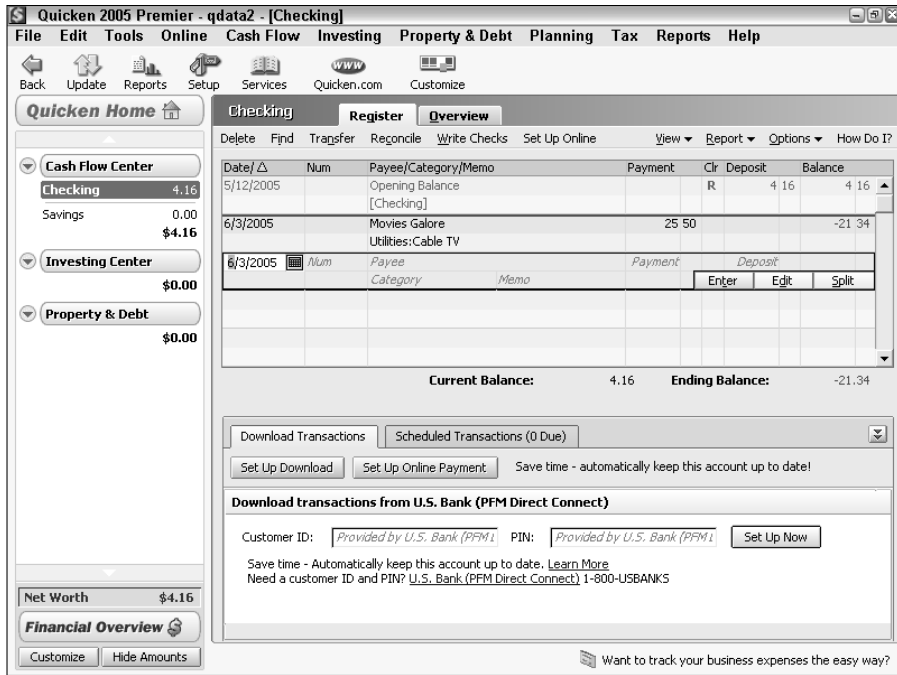 Quicken 2005 Premier - qdata2 - [Checking]
File Edit Tools Online Cash Flow Investing Property & Debt Planning Tax Reports Help
Back Update Reports Setup Services Quicken.com Customize
www
Quicken Home
Cash Flow Center
Checking 4.16
Savings 0.00
$4.16
Investing Center
$0.00
Property & Debt
$0.00
Net Worth $4.16
Financial Overview
Customize Hide Amounts
Checking Register Overview
Delete Find Transfer Reconcile Write Checks Set Up Online View Report Options How Do I?
Date/ Num Payee/Category/Memo Payment Clr Deposit Balance
5/12/2005 Opening Balance R 4 16 4 16
[Checking]
6/3/2005 Movies Galore 25 50 -21 34
Utilities:Cable TV
6/3/2005 Num Payee Payment Deposit
Category Memo Enter Edit Split
Current Balance: 4.16 Ending Balance: -21.34
Download Transactions Scheduled Transactions (0 Due)
Set Up Download Set Up Online Payment Save time - automatically keep this account up to date!
Download transactions from U.S. Bank (PFM Direct Connect)
Customer ID: Provided by U.S. Bank (PFM PIN: Provided by U.S. Bank (PFM Set Up Now
Save time - Automatically keep this account up to date. Learn More
Need a customer ID and PIN? U.S. Bank (PFM Direct Connect) 1-800-USBANKS
Want to track your business expenses the easy way?